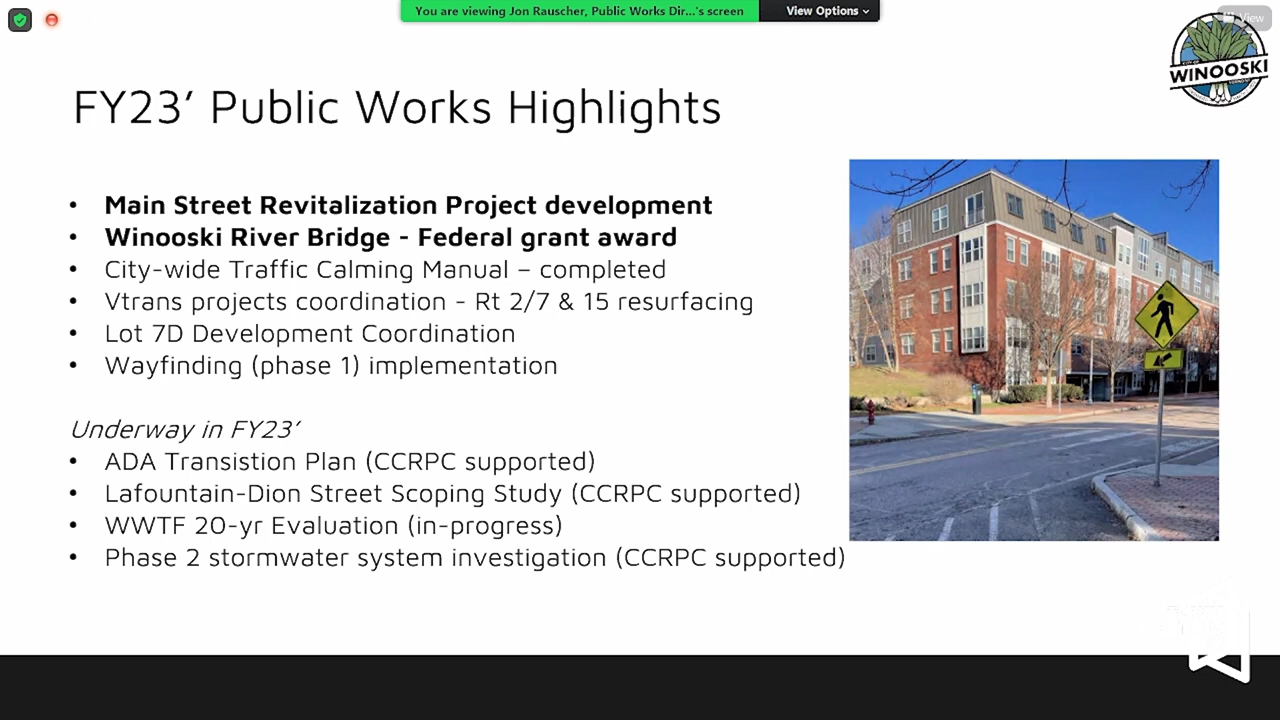 You are viewing Jon Rauscher, Public Works Dir...'s screen
View Options
View
WINOOSKI
FY23’ Public Works Highlights
• Main Street Revitalization Project development
• Winooski River Bridge - Federal grant award
• City-wide Traffic Calming Manual – completed
• Vtrans projects coordination - Rt 2/7 & 15 resurfacing
• Lot 7D Development Coordination
• Wayfinding (phase 1) implementation
Underway in FY23’
• ADA Transistion Plan (CCRPC supported)
• Lafountain-Dion Street Scoping Study (CCRPC supported)
• WWTF 20-yr Evaluation (in-progress)
• Phase 2 stormwater system investigation (CCRPC supported)